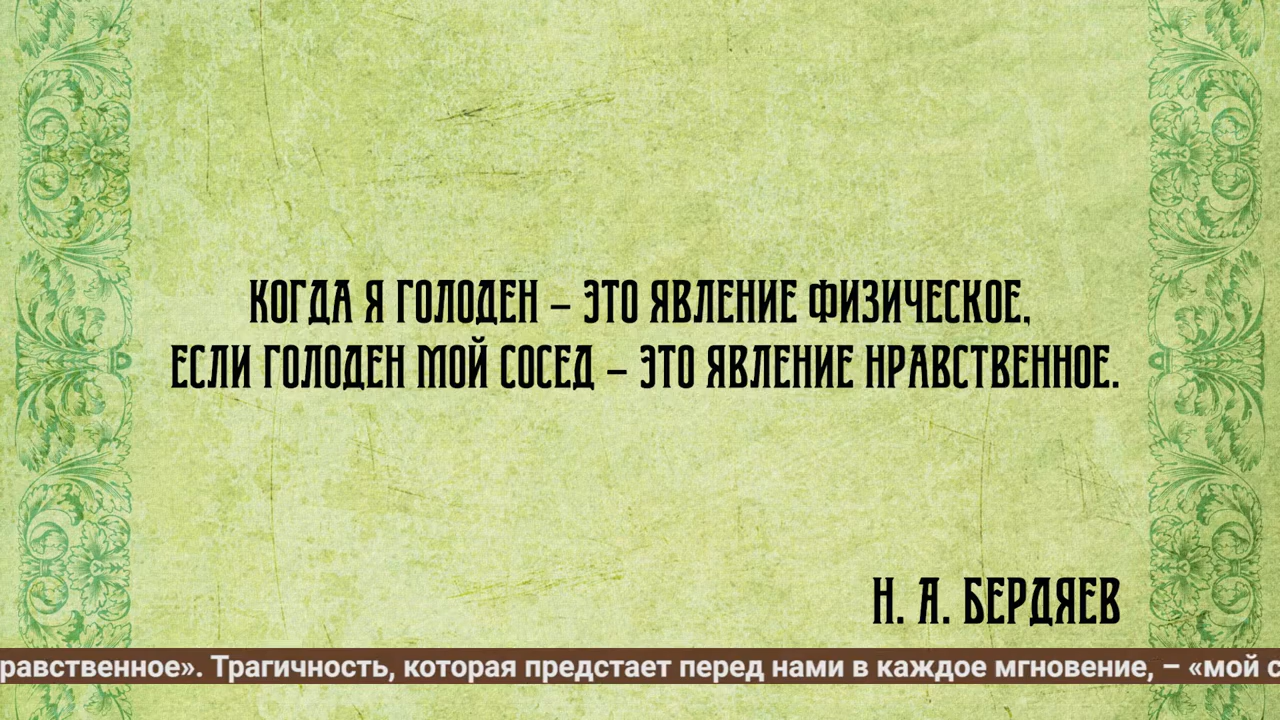 КОГДА Я ГОЛОДЕН – ЭТО ЯВЛЕНИЕ ФИЗИЧЕСКОЕ,
ЕСЛИ ГОЛОДЕН МОЙ СОСЕД – ЭТО ЯВЛЕНИЕ НРАВСТВЕННОЕ.
Н. А. БЕРДЯЕВ
равственное». Трагичность, которая предстает перед нами в каждое мгновение, – «мой с